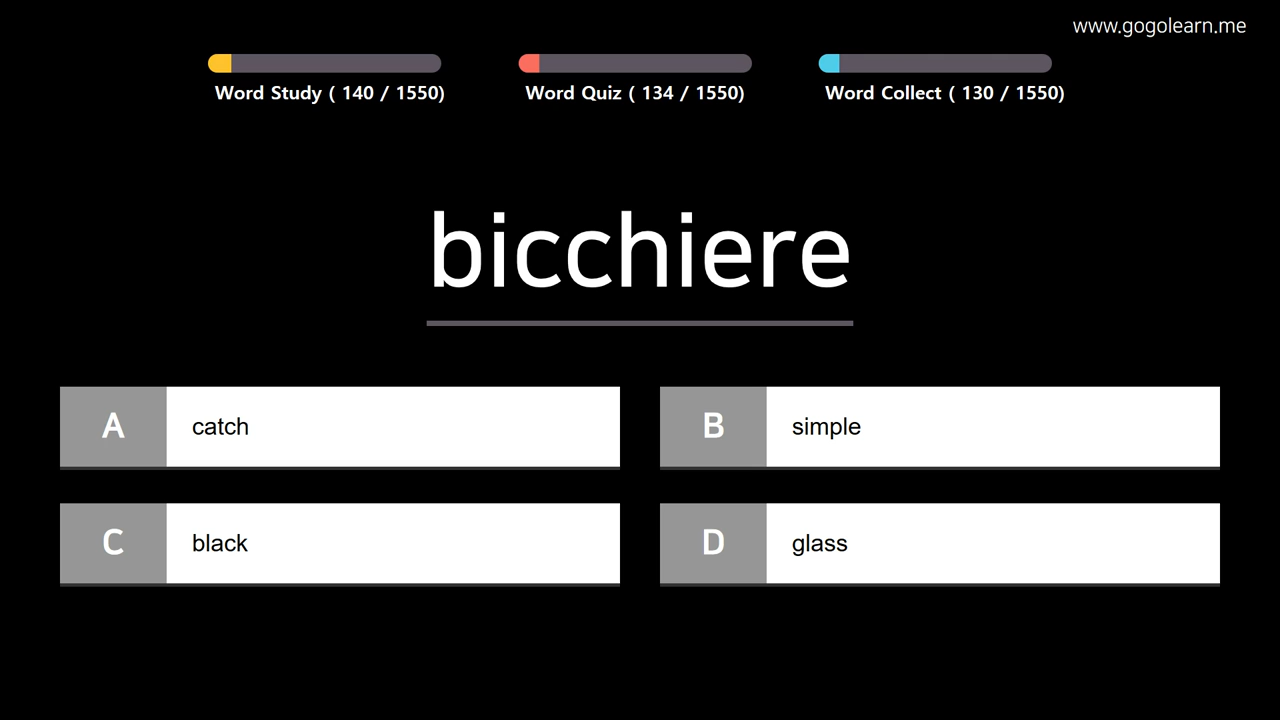 www.gogolearn.me
Word Study ( 140 / 1550)
Word Quiz ( 134 / 1550)
Word Collect ( 130 / 1550)
bicchiere
A catch
B simple
C black
D glass